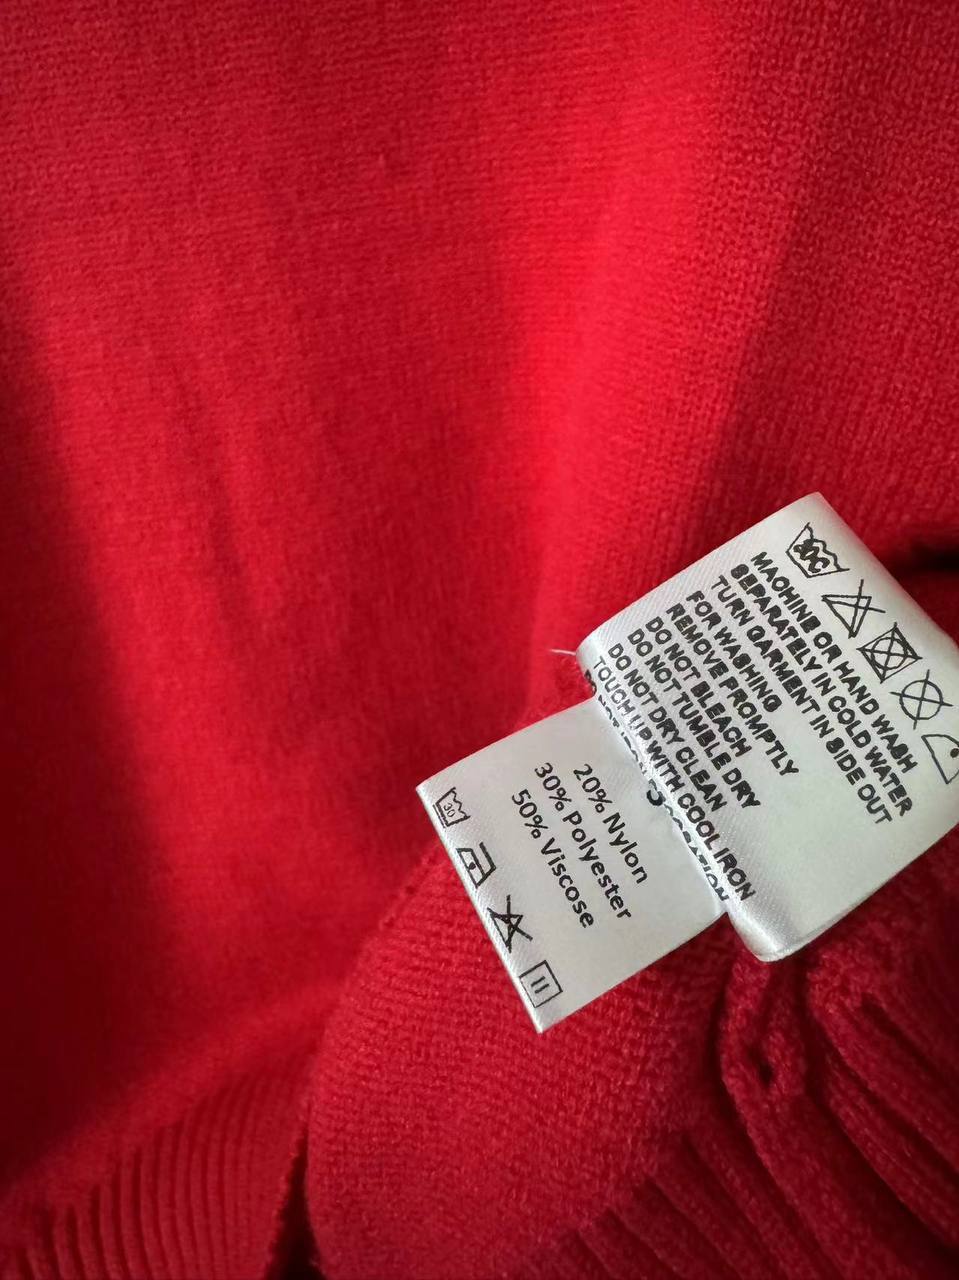 30C
MACHINE OR HAND WASH
SEPARATELY IN COLD WATER
TURN GARMENT IN SIDE OUT
FOR WASHING
REMOVE PROMPTLY
DO NOT BLEACH
DO NOT TUMBLE DRY
DO NOT DRY CLEAN
TOUCH UP WITH COOL IRON
20% Nylon
30% Polyester
50% Viscose
30